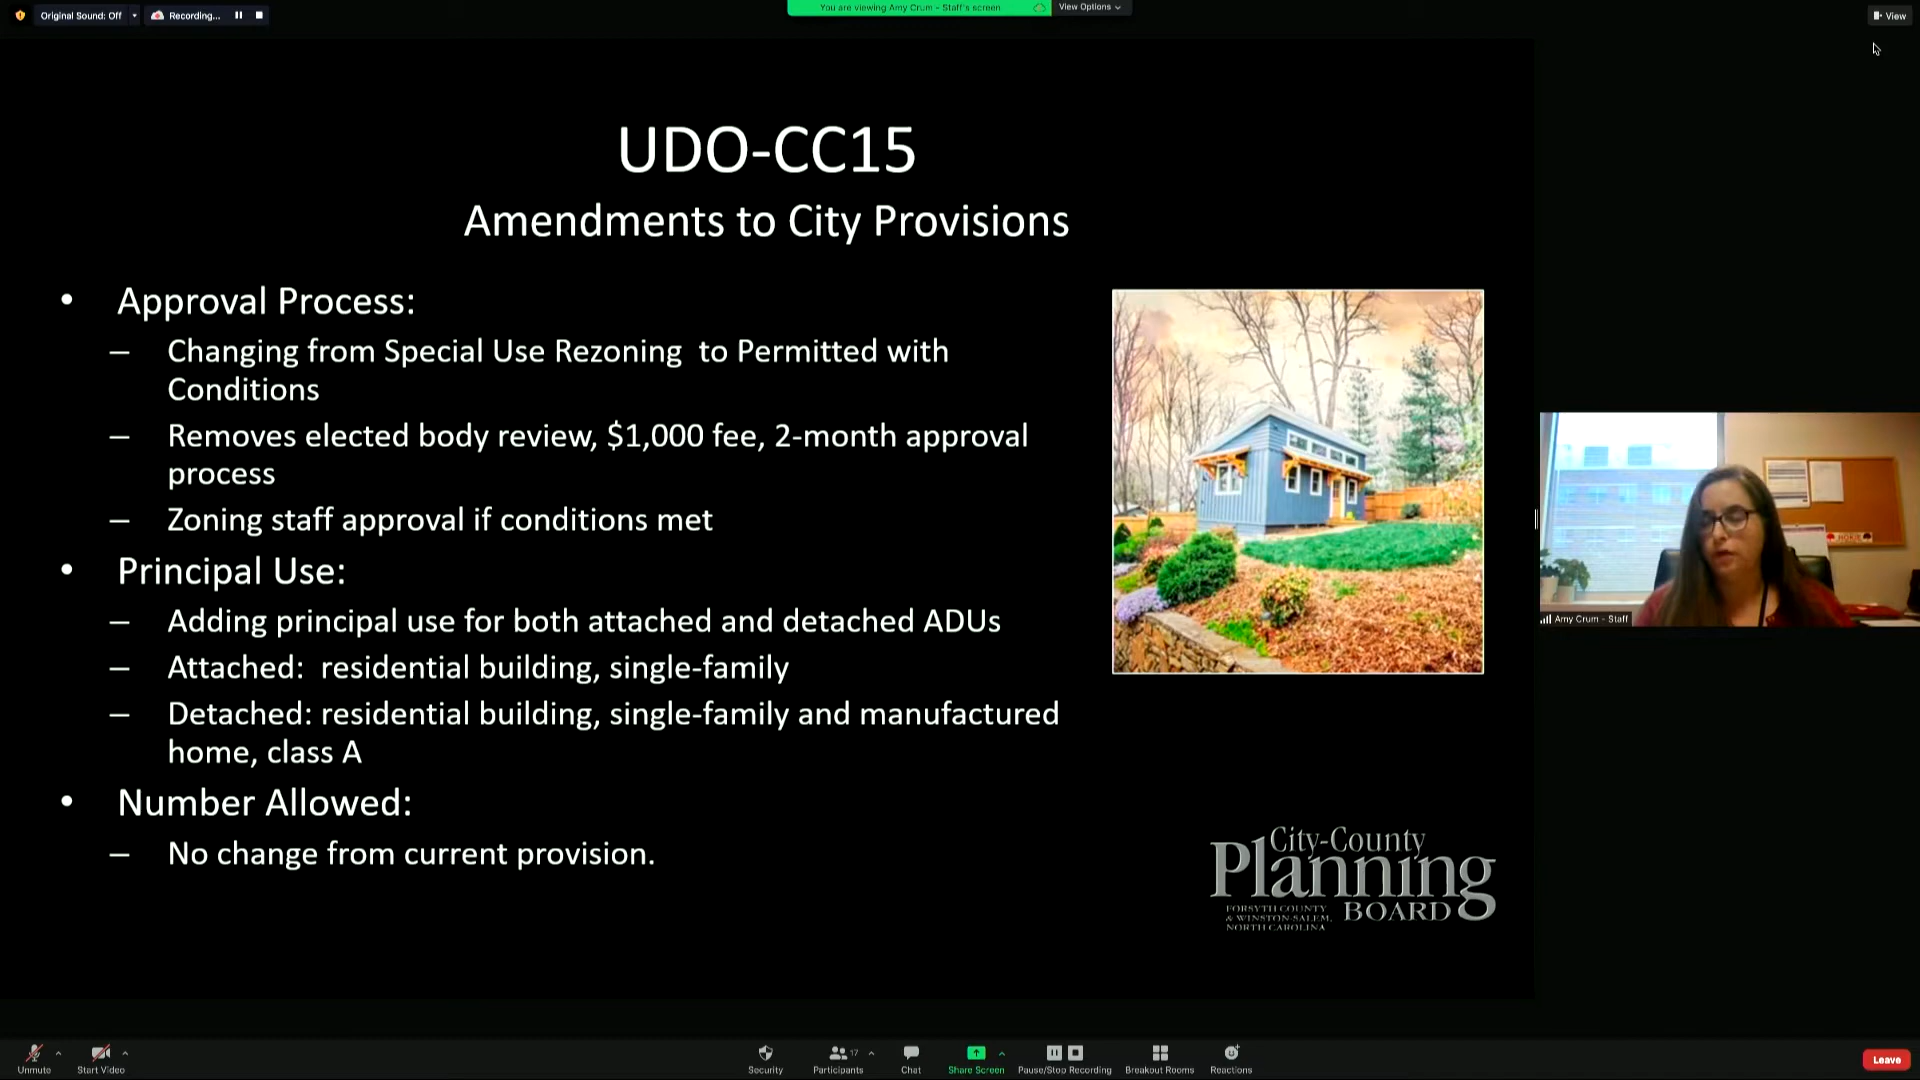 Original Sound: Off
Recording...
You are viewing Amy Crum - Staff's screen
View Options
View
UDO-CC15
Amendments to City Provisions
• Approval Process:
– Changing from Special Use Rezoning to Permitted with
Conditions
– Removes elected body review, $1,000 fee, 2-month approval
process
– Zoning staff approval if conditions met
• Principal Use:
– Adding principal use for both attached and detached ADUs
– Attached: residential building, single-family
– Detached: residential building, single-family and manufactured
home, class A
• Number Allowed:
– No change from current provision.
City-County
Planning
BOARD
FORSYTH COUNTY
& WINSTON-SALEM,
NORTH CAROLINA
Amy Crum - Staff
Unmute
Start Video
Security
17
Participants
Chat
Share Screen
Pause/Stop Recording
Breakout Rooms
Reactions
Leave